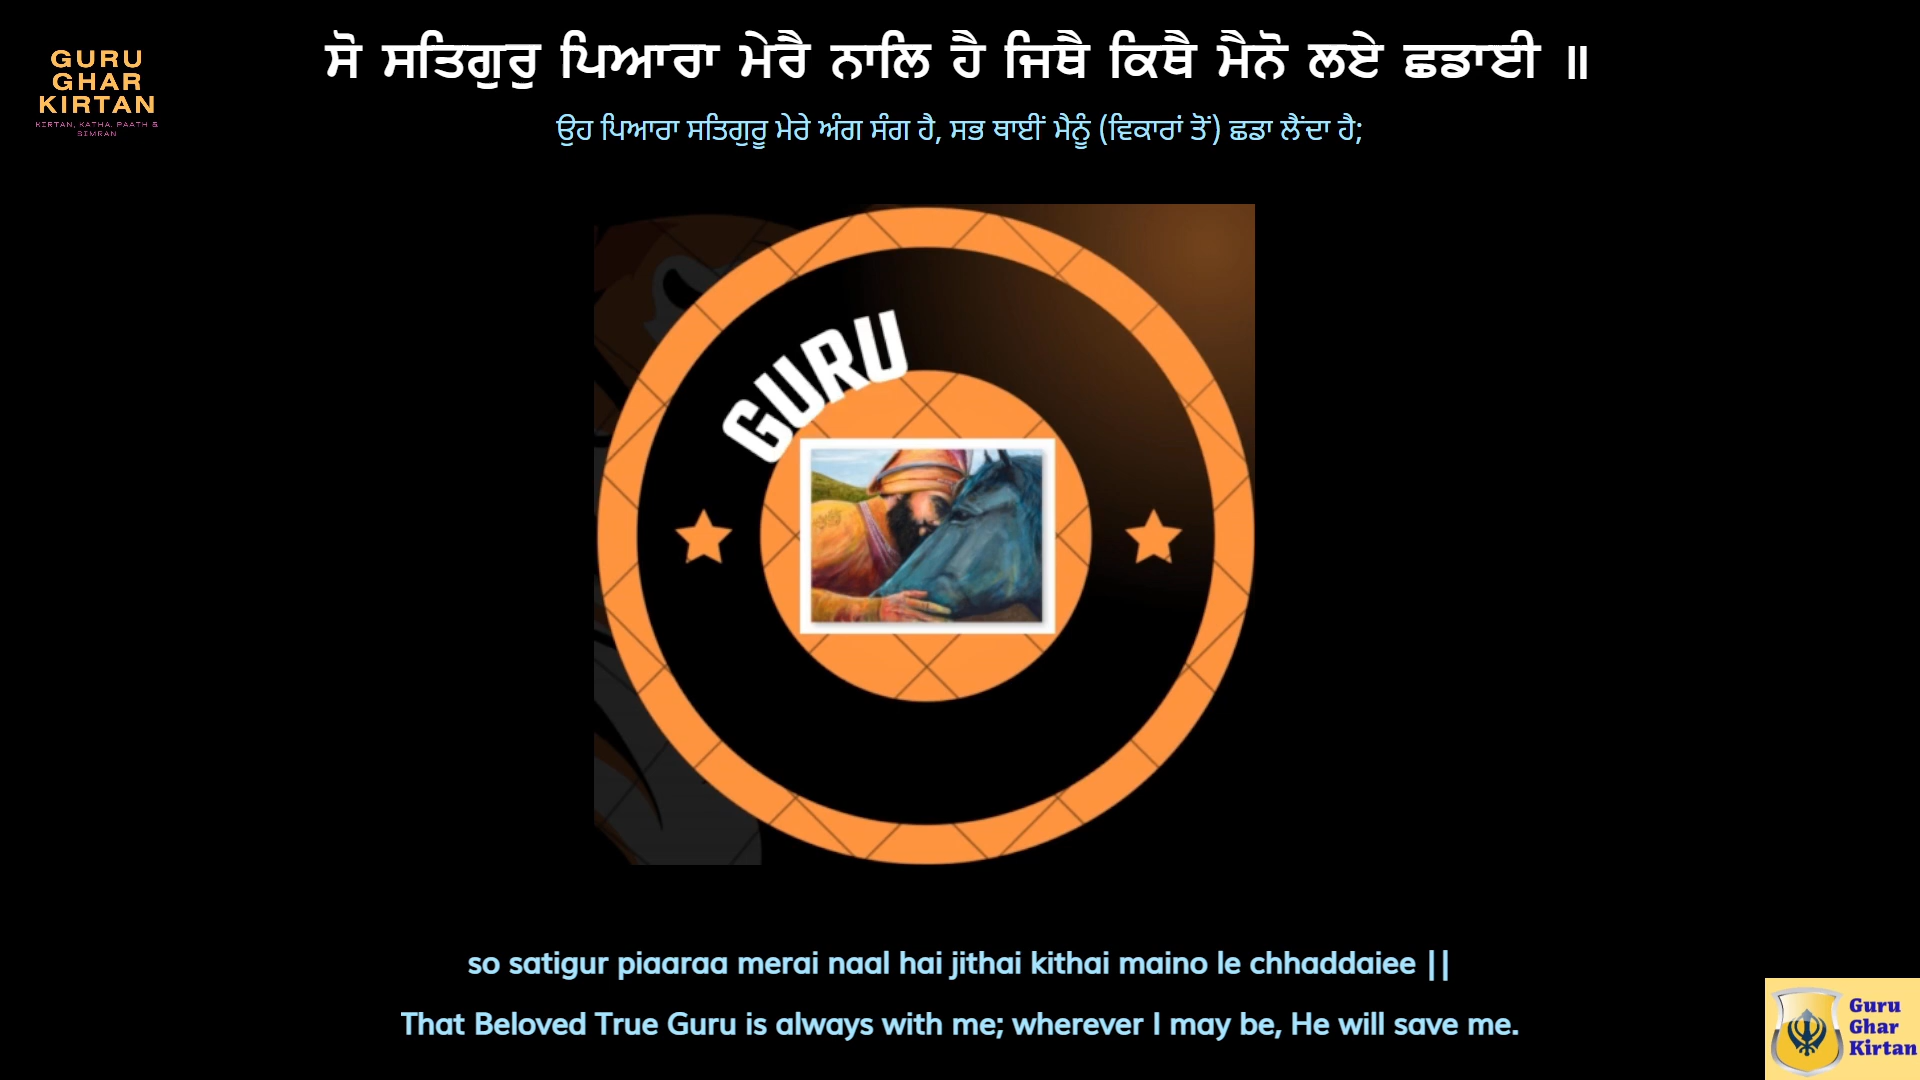 GURU
GHAR
KIRTAN
KIRTAN, KATHA, PAATH &
SIMRAN
ਸੋ ਸਤਿਗੁਰੁ ਪਿਆਰਾ ਮੇਰੈ ਨਾਲਿ ਹੈ ਜਿਥੈ ਕਿਥੈ ਮੈਨੋ ਲਏ ਛਡਾਈ ॥
ਉਹ ਪਿਆਰਾ ਸਤਿਗੁਰੂ ਮੇਰੇ ਅੰਗ ਸੰਗ ਹੈ, ਸਭ ਥਾਈਂ ਮੈਨੂੰ (ਵਿਕਾਰਾਂ ਤੋਂ) ਛਡਾ ਲੈਂਦਾ ਹੈ;
GURU
so satigur piaaraa merai naal hai jithai kithai maino le chhaddaiee ||
That Beloved True Guru is always with me; wherever I may be, He will save me.
Guru
Ghar
Kirtan